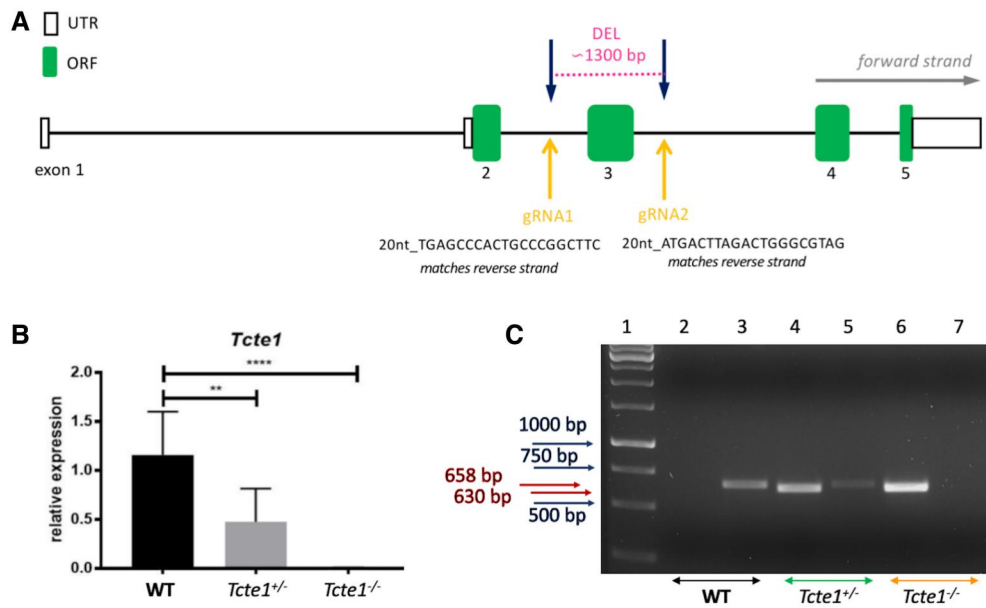 A
UTR
ORF
DEL
~1300 bp
forward strand
exon 1
2
3
4
5
gRNA1
gRNA2
20nt_TGAGCCCACTGCCCGGCTTC
20nt_ATGACTTAGACTGGGCGTAG
matches reverse strand
matches reverse strand
B
Tcte1
****
**
relative expression
2.0
1.5
1.0
0.5
0.0
WT
Tcte1+/-
Tcte1-/-
C
1 2 3 4 5 6 7
1000 bp
750 bp
658 bp
630 bp
500 bp
WT
Tcte1+/-
Tcte1-/-